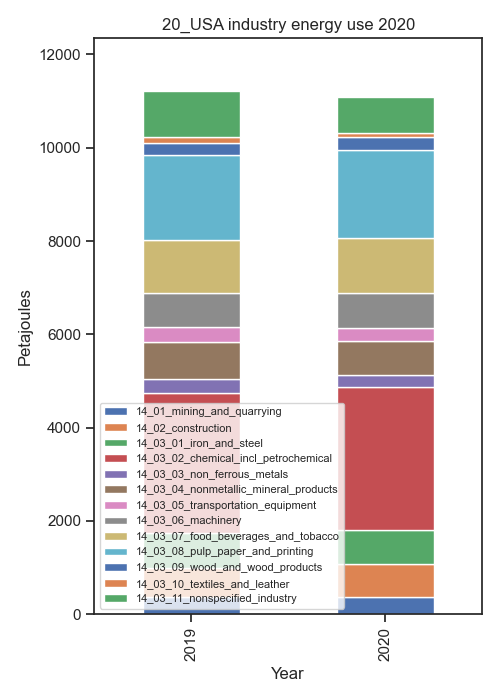 20_USA industry energy use 2020
12000
10000
8000
6000
4000
2000
0
Petajoules
14_01_mining_and_quarrying
14_02_construction
14_03_01_iron_and_steel
14_03_02_chemical_incl_petrochemical
14_03_03_non_ferrous_metals
14_03_04_nonmetallic_mineral_products
14_03_05_transportation_equipment
14_03_06_machinery
14_03_07_food_beverages_and_tobacco
14_03_08_pulp_paper_and_printing
14_03_09_wood_and_wood_products
14_03_10_textiles_and_leather
14_03_11_nonspecified_industry
2019
2020
Year